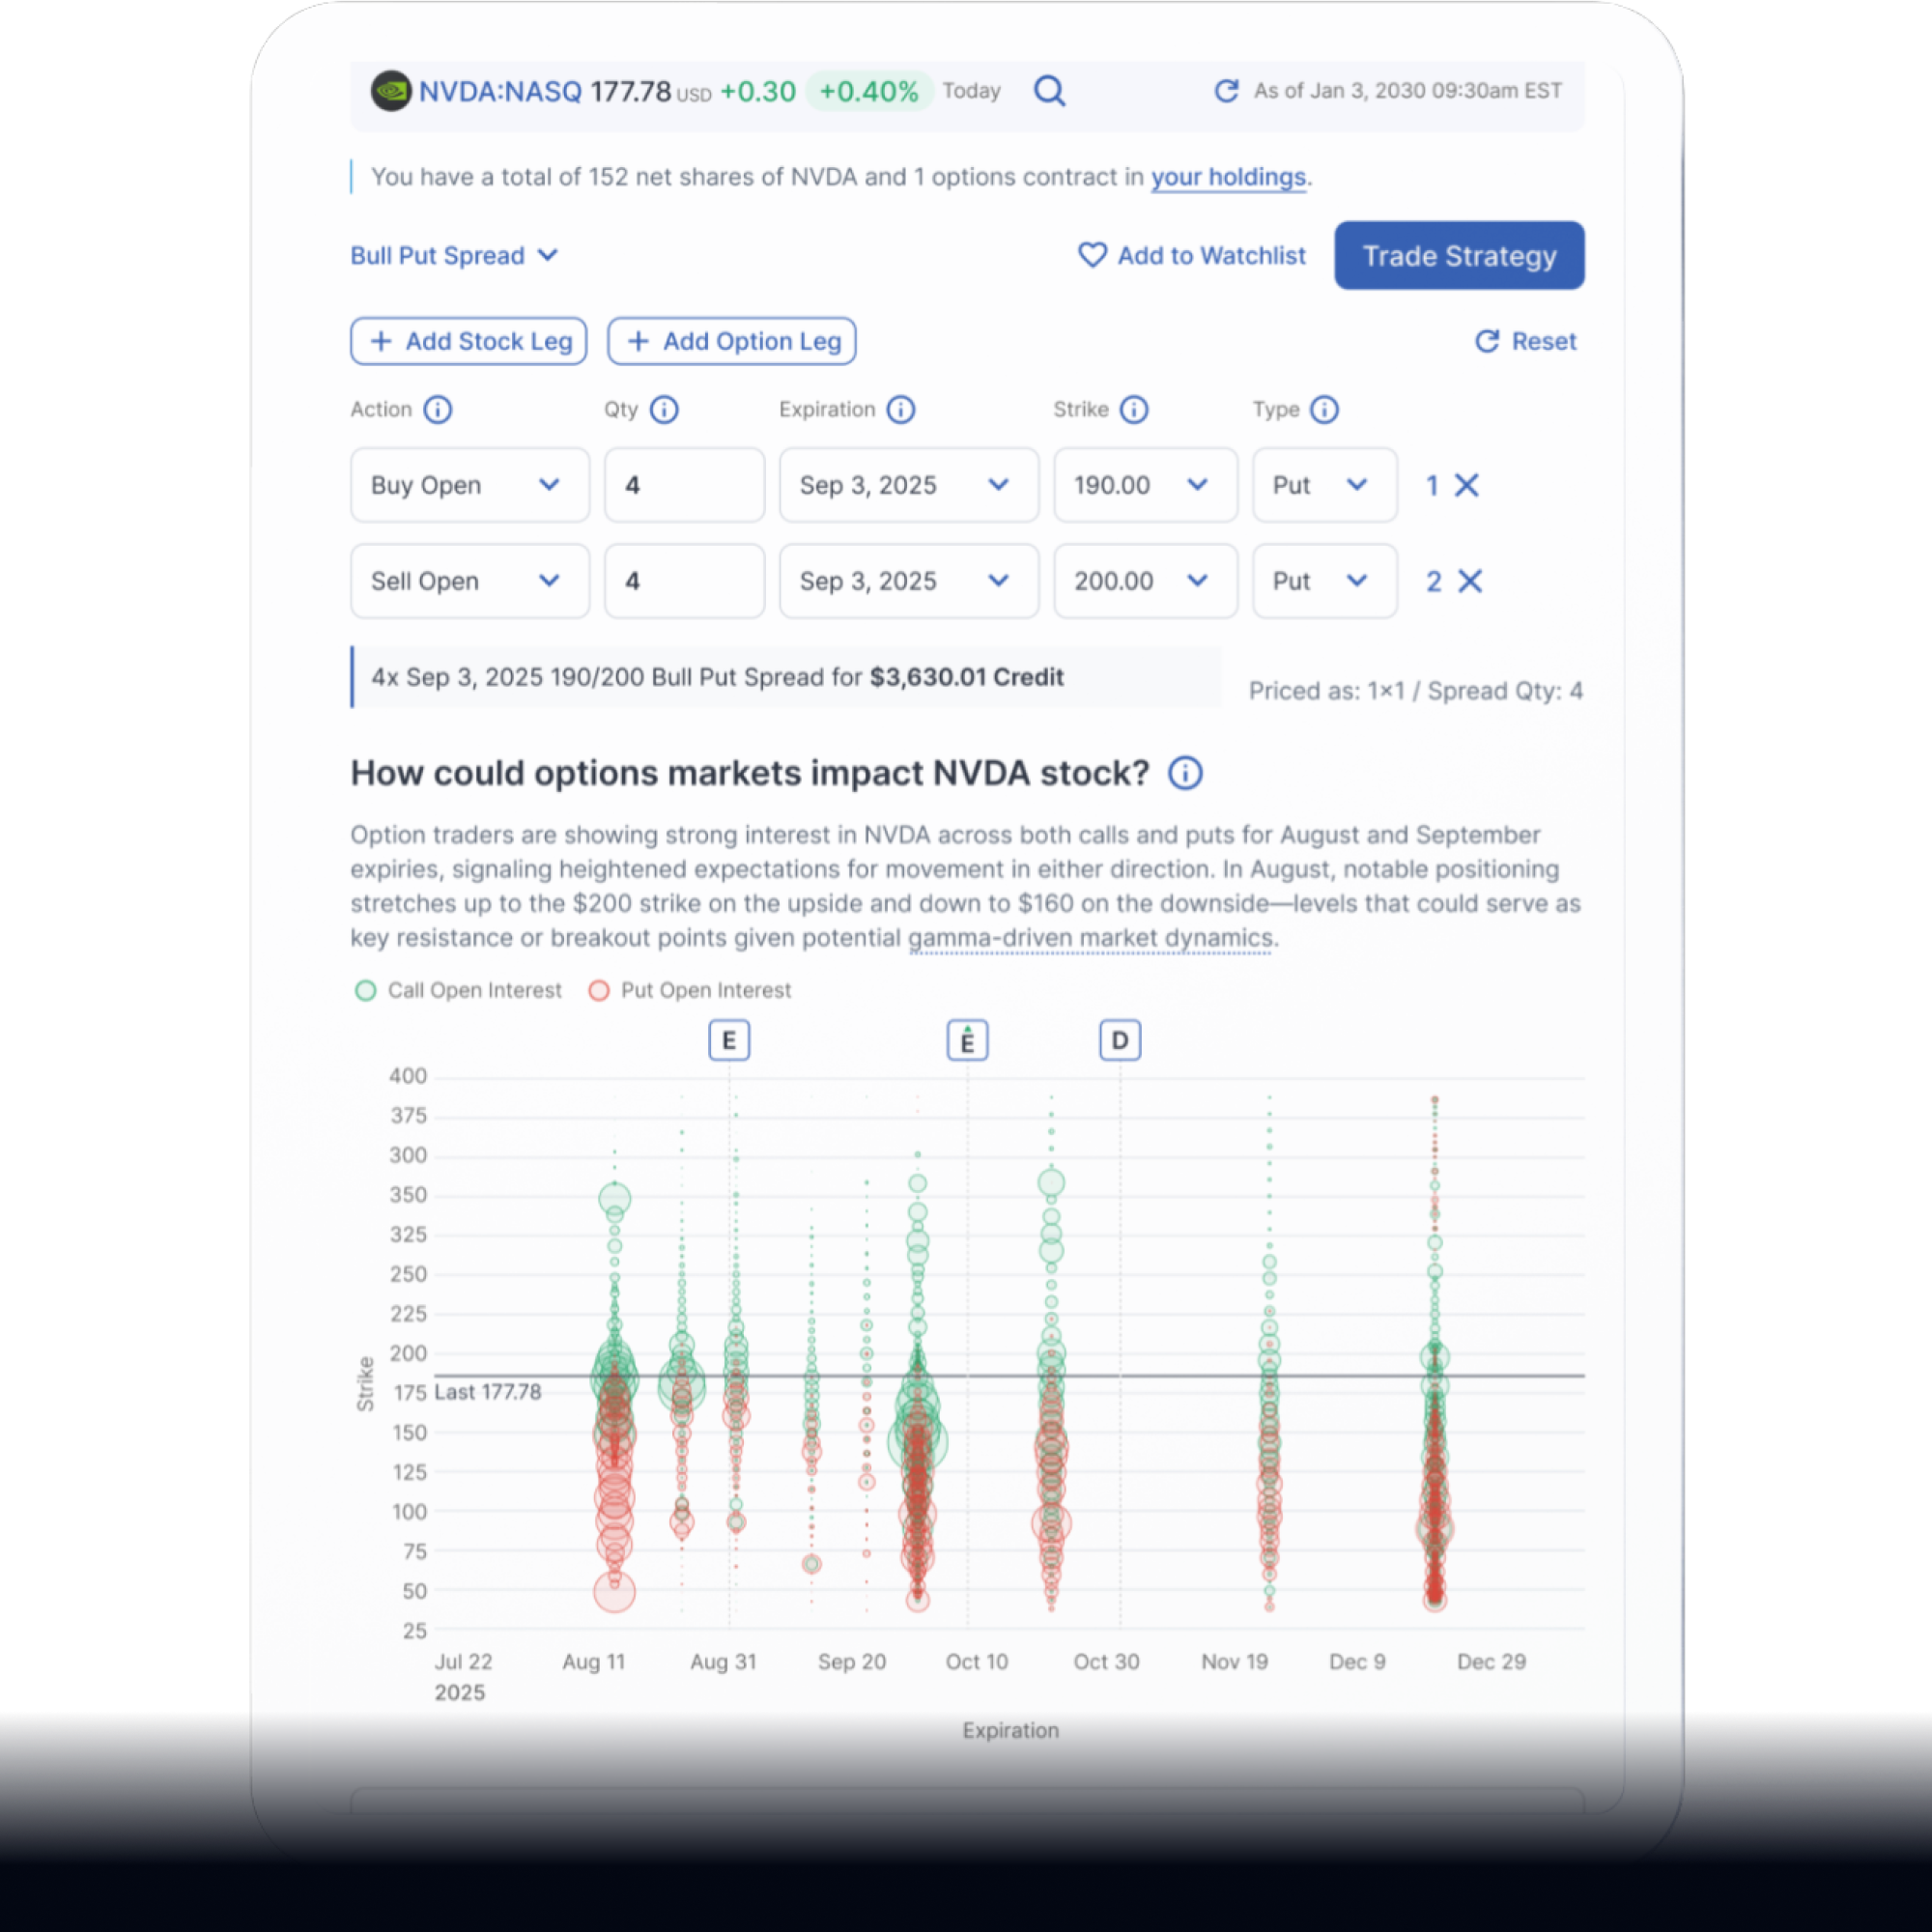 NVDA:NASQ 177.78 USD +0.30 +0.40% Today As of Jan 3, 2030 09:30am EST
You have a total of 152 net shares of NVDA and 1 options contract in your holdings.
Bull Put Spread Add to Watchlist Trade Strategy
+ Add Stock Leg + Add Option Leg Reset
Action Qty Expiration Strike Type
Buy Open 4 Sep 3, 2025 190.00 Put 1
Sell Open 4 Sep 3, 2025 200.00 Put 2
4x Sep 3, 2025 190/200 Bull Put Spread for $3,630.01 Credit
Priced as: 1×1 / Spread Qty: 4
How could options markets impact NVDA stock?
Option traders are showing strong interest in NVDA across both calls and puts for August and September
expiries, signaling heightened expectations for movement in either direction. In August, notable positioning
stretches up to the $200 strike on the upside and down to $160 on the downside—levels that could serve as
key resistance or breakout points given potential gamma-driven market dynamics.
Call Open Interest Put Open Interest
E E D
400
375
300
350
325
250
225
200
175
150
125
100
75
50
25
Strike
Last 177.78
Jul 22 Aug 11 Aug 31 Sep 20 Oct 10 Oct 30 Nov 19 Dec 9 Dec 29
2025
Expiration